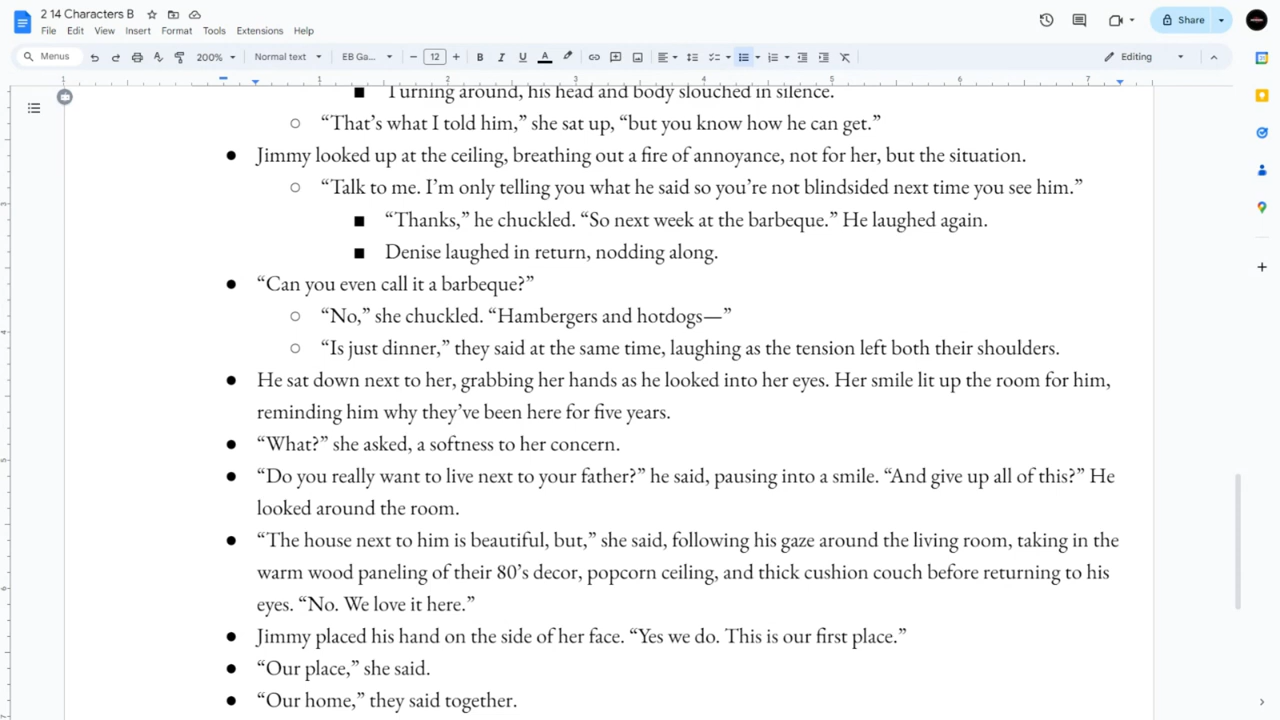 2 14 Characters B
File Edit View Insert Format Tools Extensions Help
Share
Menus
200%
Normal text
EB Ga...
12
B I U A
Editing
1 1 2 3 4 5 6 7
■ Turning around, his head and body slouched in silence.
○ “That’s what I told him,” she sat up, “but you know how he can get.”
● Jimmy looked up at the ceiling, breathing out a fire of annoyance, not for her, but the situation.
○ “Talk to me. I’m only telling you what he said so you’re not blindsided next time you see him.”
■ “Thanks,” he chuckled. “So next week at the barbeque.” He laughed again.
■ Denise laughed in return, nodding along.
● “Can you even call it a barbeque?”
○ “No,” she chuckled. “Hambergers and hotdogs—”
○ “Is just dinner,” they said at the same time, laughing as the tension left both their shoulders.
● He sat down next to her, grabbing her hands as he looked into her eyes. Her smile lit up the room for him,
reminding him why they’ve been here for five years.
● “What?” she asked, a softness to her concern.
● “Do you really want to live next to your father?” he said, pausing into a smile. “And give up all of this?” He
looked around the room.
● “The house next to him is beautiful, but,” she said, following his gaze around the living room, taking in the
warm wood paneling of their 80’s decor, popcorn ceiling, and thick cushion couch before returning to his
eyes. “No. We love it here.”
● Jimmy placed his hand on the side of her face. “Yes we do. This is our first place.”
● “Our place,” she said.
● “Our home,” they said together.